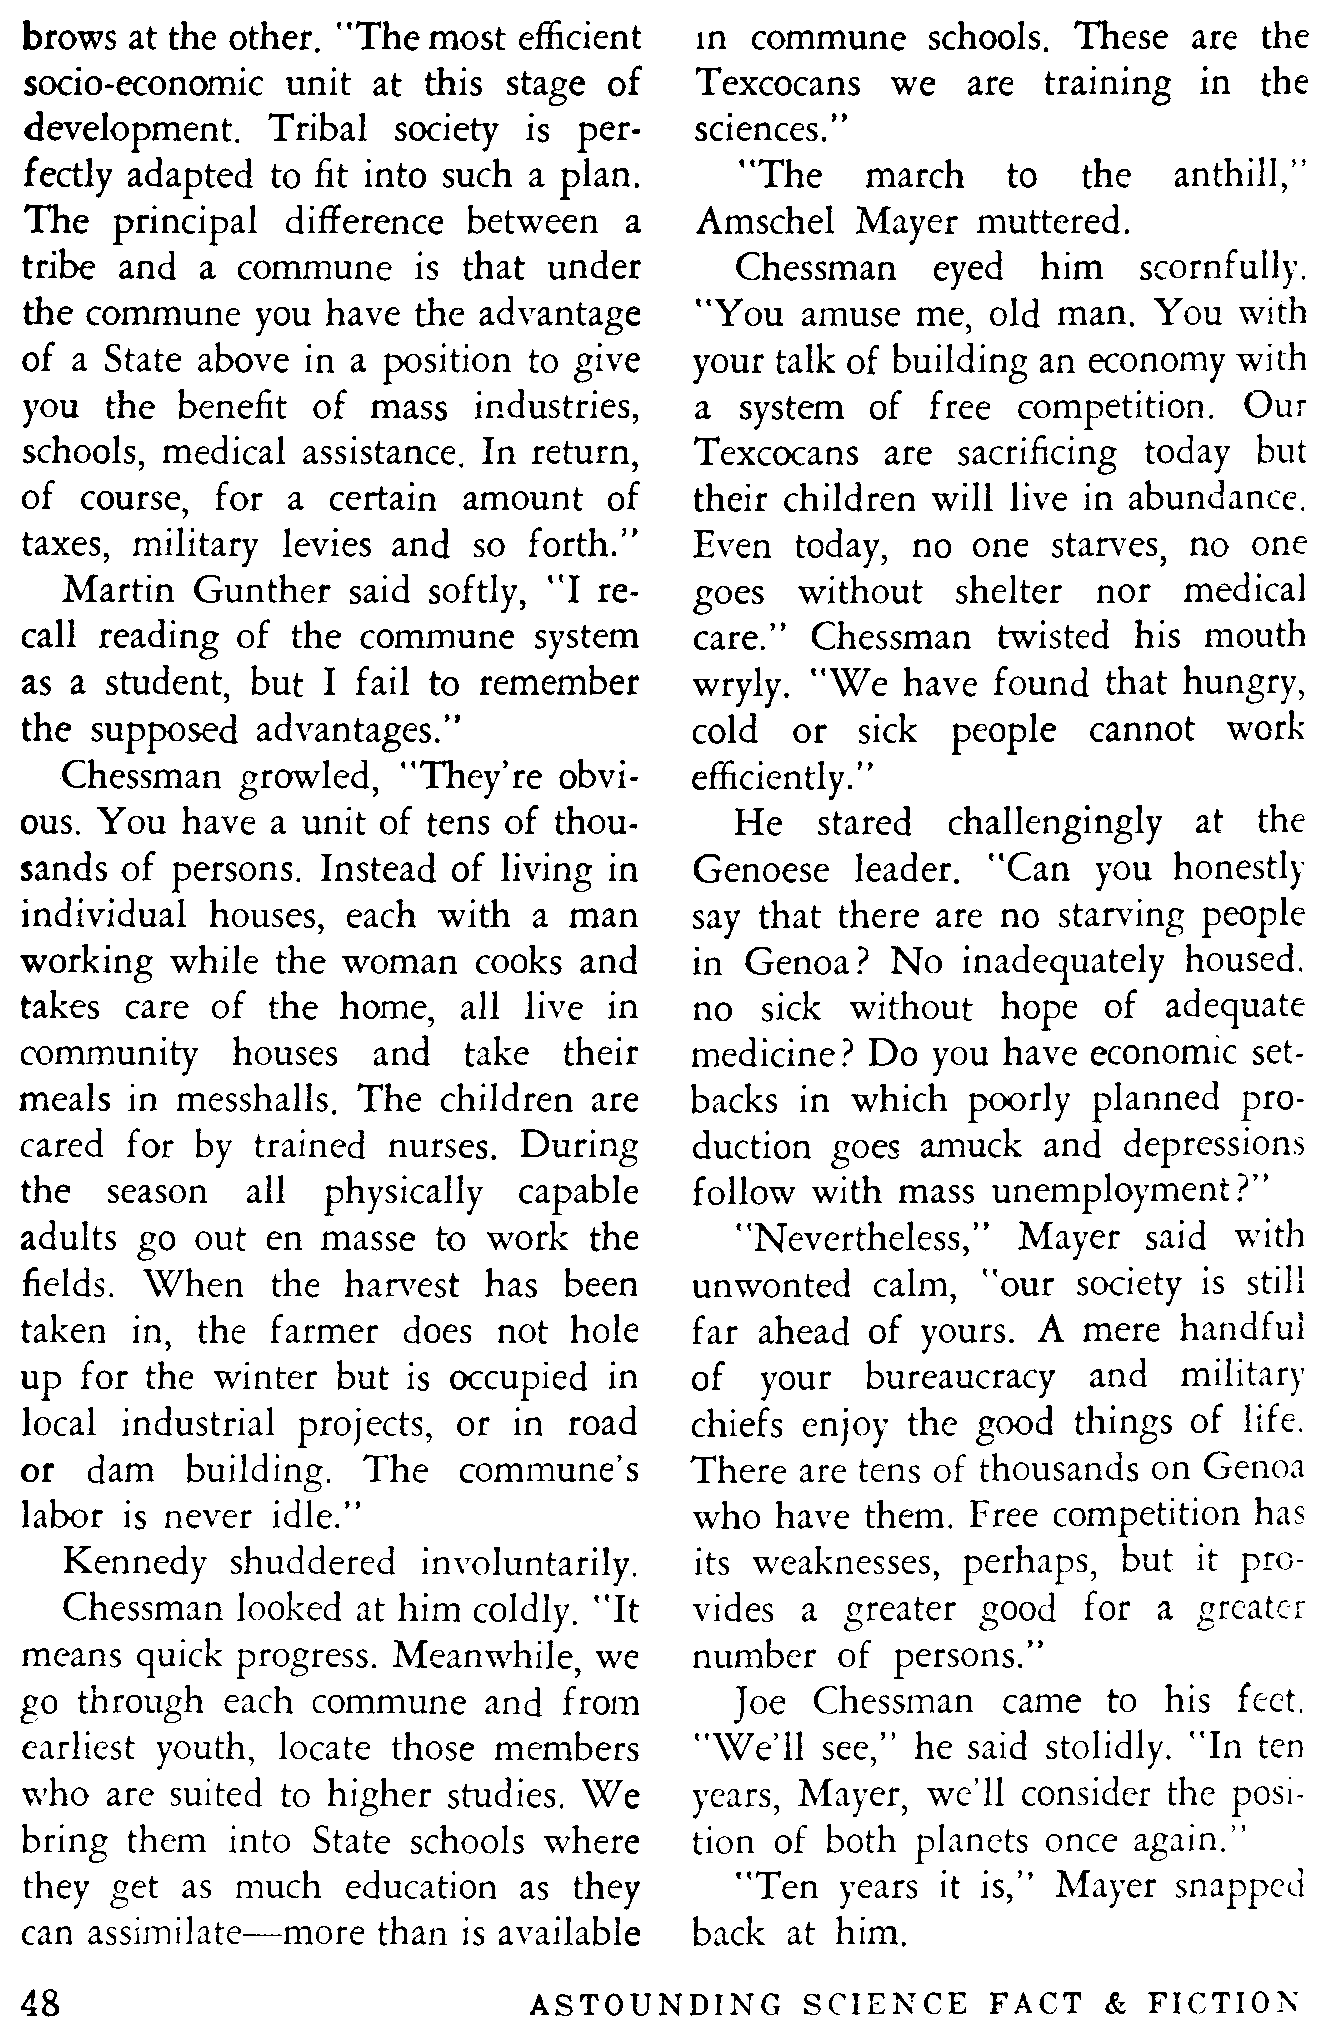 brows at the other. "The most efficient
socio-economic unit at this stage of
development. Tribal society is per-
fectly adapted to fit into such a plan.
The principal difference between a
tribe and a commune is that under
the commune you have the advantage
of a State above in a position to give
you the benefit of mass industries,
schools, medical assistance. In return,
of course, for a certain amount of
taxes, military levies and so forth."
Martin Gunther said softly, "I re-
call reading of the commune system
as a student, but I fail to remember
the supposed advantages."
Chessman growled, "They're obvi-
ous. You have a unit of tens of thou-
sands of persons. Instead of living in
individual houses, each with a man
working while the woman cooks and
takes care of the home, all live in
community houses and take their
meals in messhalls. The children are
cared for by trained nurses. During
the season all physically capable
adults go out en masse to work the
fields. When the harvest has been
taken in, the farmer does not hole
up for the winter but is occupied in
local industrial projects, or in road
or dam building. The commune's
labor is never idle."
Kennedy shuddered involuntarily.
Chessman looked at him coldly. "It
means quick progress. Meanwhile, we
go through each commune and from
earliest youth, locate those members
who are suited to higher studies. We
bring them into State schools where
they get as much education as they
can assimilate—more than is available
in commune schools. These are the
Texcocans we are training in the
sciences."
"The march to the anthill,"
Amschel Mayer muttered.
Chessman eyed him scornfully.
"You amuse me, old man. You with
your talk of building an economy with
a system of free competition. Our
Texcocans are sacrificing today but
their children will live in abundance.
Even today, no one starves, no one
goes without shelter nor medical
care." Chessman twisted his mouth
wryly. "We have found that hungry,
cold or sick people cannot work
efficiently."
He stared challengingly at the
Genoese leader. "Can you honestly
say that there are no starving people
in Genoa? No inadequately housed.
no sick without hope of adequate
medicine? Do you have economic set-
backs in which poorly planned pro-
duction goes amuck and depressions
follow with mass unemployment?"
"Nevertheless," Mayer said with
unwonted calm, "our society is still
far ahead of yours. A mere handful
of your bureaucracy and military
chiefs enjoy the good things of life.
There are tens of thousands on Genoa
who have them. Free competition has
its weaknesses, perhaps, but it pro-
vides a greater good for a greater
number of persons."
Joe Chessman came to his feet.
"We'll see," he said stolidly. "In ten
years, Mayer, we'll consider the posi-
tion of both planets once again."
"Ten years it is," Mayer snapped
back at him.
48 ASTOUNDING SCIENCE FACT & FICTION